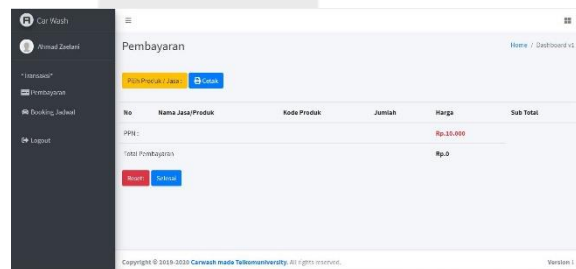 Car Wash
Ahmad Zaelani
Pembayaran
Home / Dashboard v1
"Transaksi"
Pembayaran
Booking Jadwal
Logout
Pilih Produk / Jasa :
Cetak
No Nama Jasa/Produk Kode Produk Jumlah Harga Sub Total
PPN : Rp.10.000
Total Pembayaran Rp.0
Reset Selesai
Copyright © 2019-2020 Carwash made Telkomuniversity. All rights reserved.
Version 1